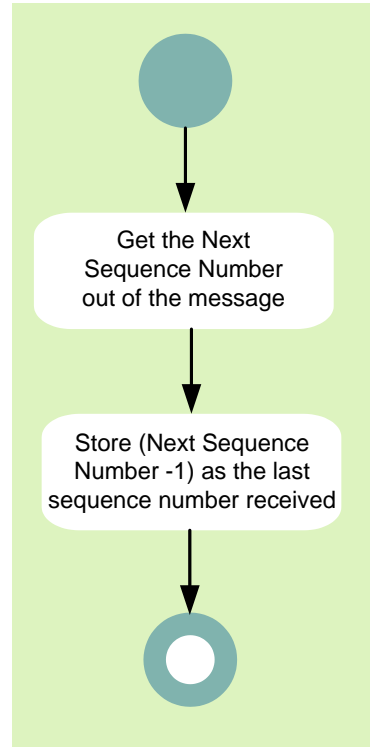 Get the Next
Sequence Number
out of the message
Store (Next Sequence
Number -1) as the last
sequence number received